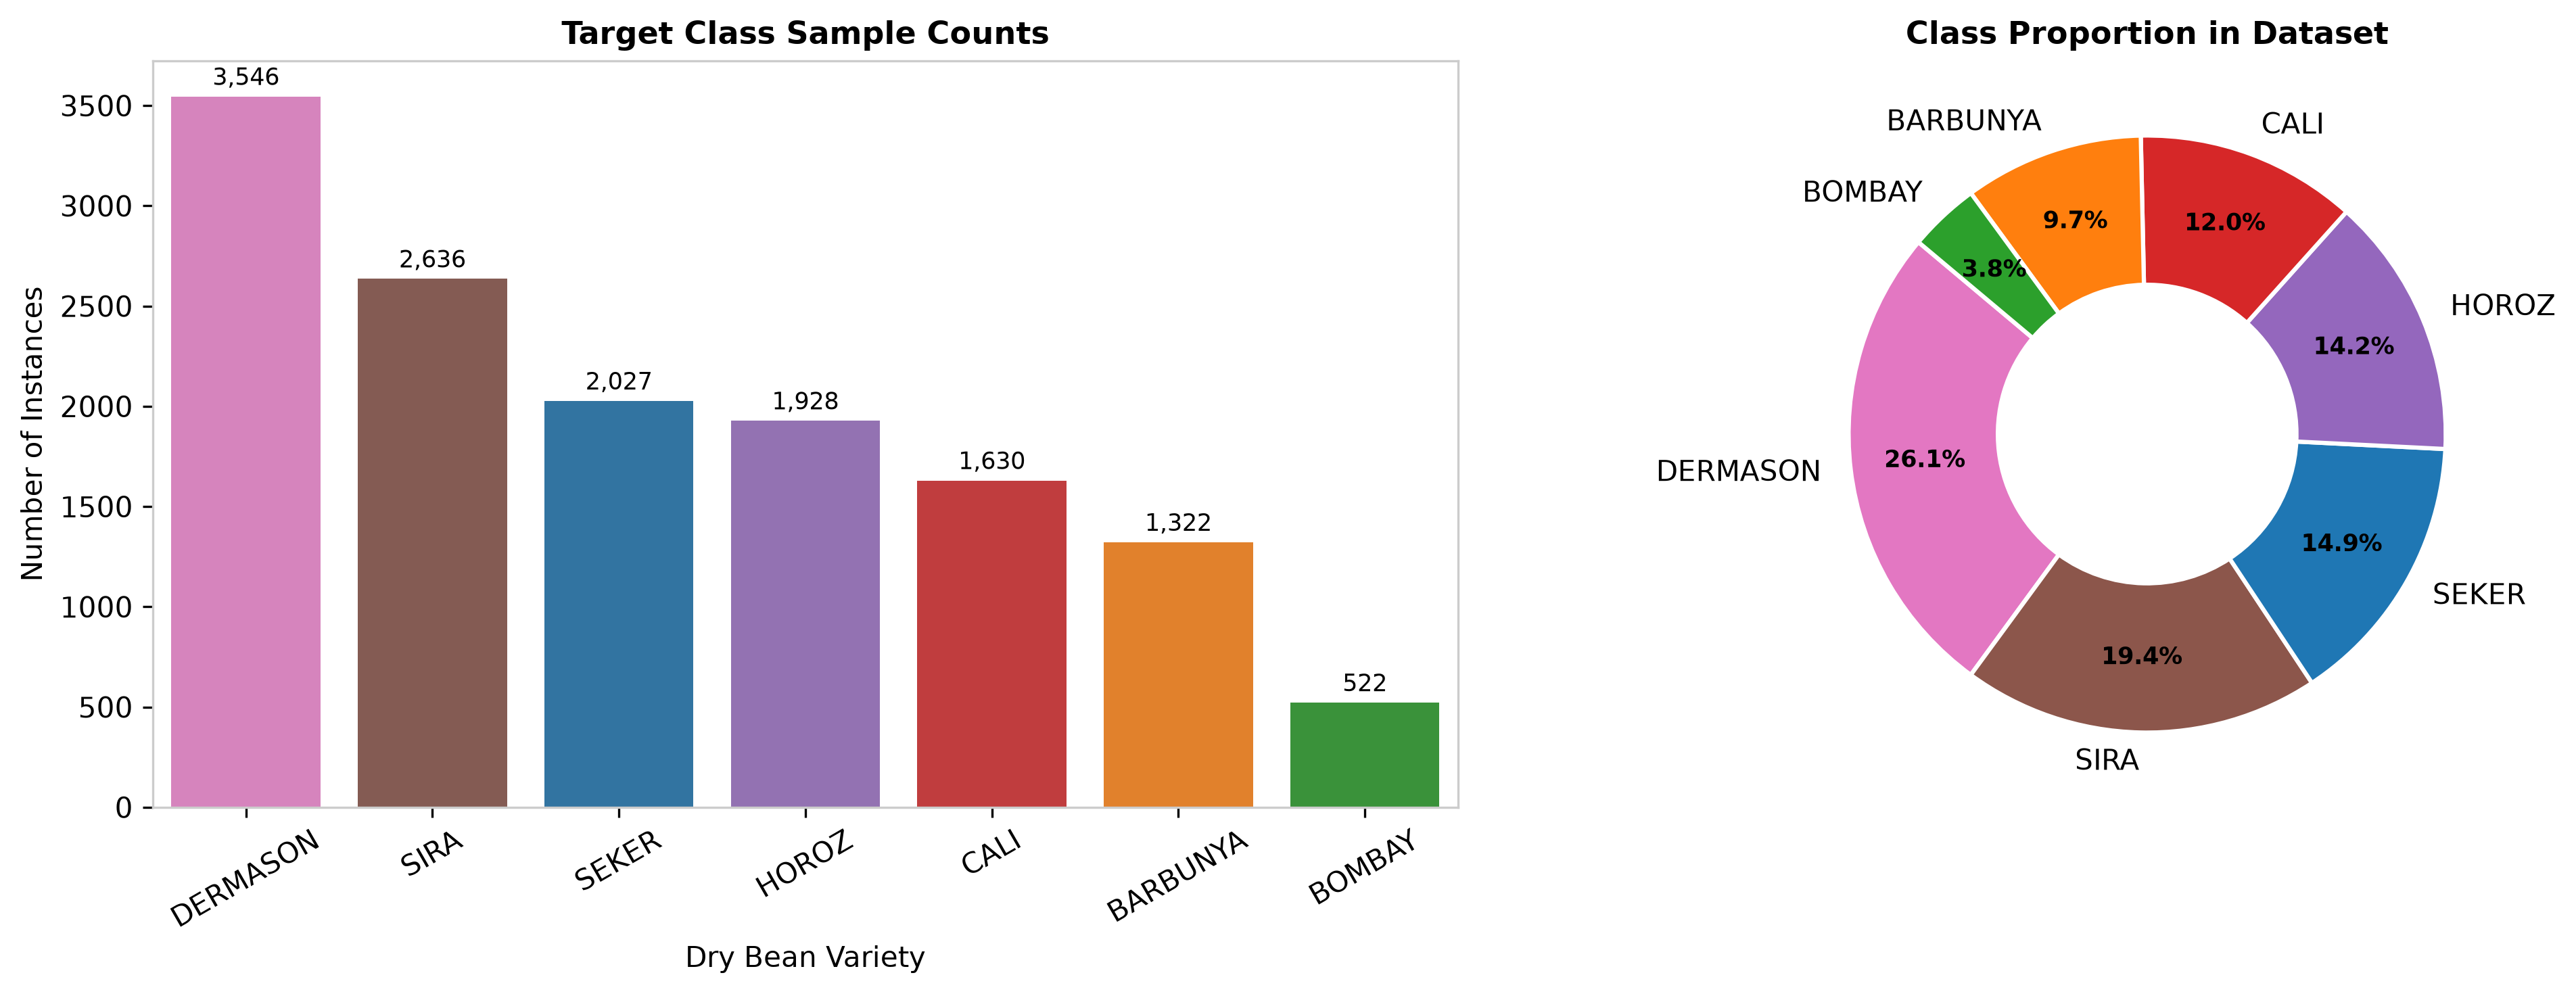 Target Class Sample Counts
Number of Instances
3500
3000
2500
2000
1500
1000
500
0
3,546
2,636
2,027
1,928
1,630
1,322
522
DERMASON
SIRA
SEKER
HOROZ
CALI
BARBUNYA
BOMBAY
Dry Bean Variety
Class Proportion in Dataset
BARBUNYA
CALI
BOMBAY
HOROZ
DERMASON
SEKER
SIRA
9.7%
12.0%
3.8%
14.2%
26.1%
14.9%
19.4%